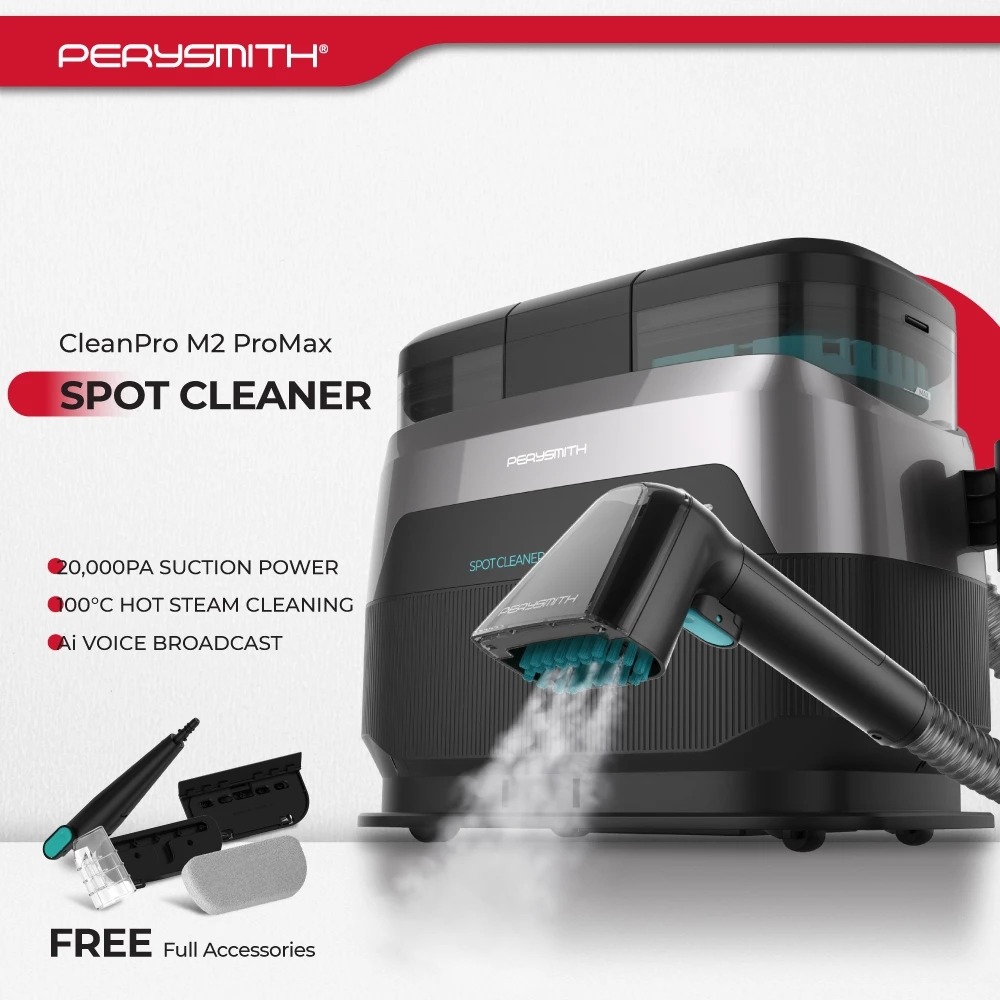 PERYSMITH®
CleanPro M2 ProMax
SPOT CLEANER
PERYSMITH
SPOT CLEANER
PERYSMITH
20,000PA SUCTION POWER
100°C HOT STEAM CLEANING
Ai VOICE BROADCAST
FREE Full Accessories